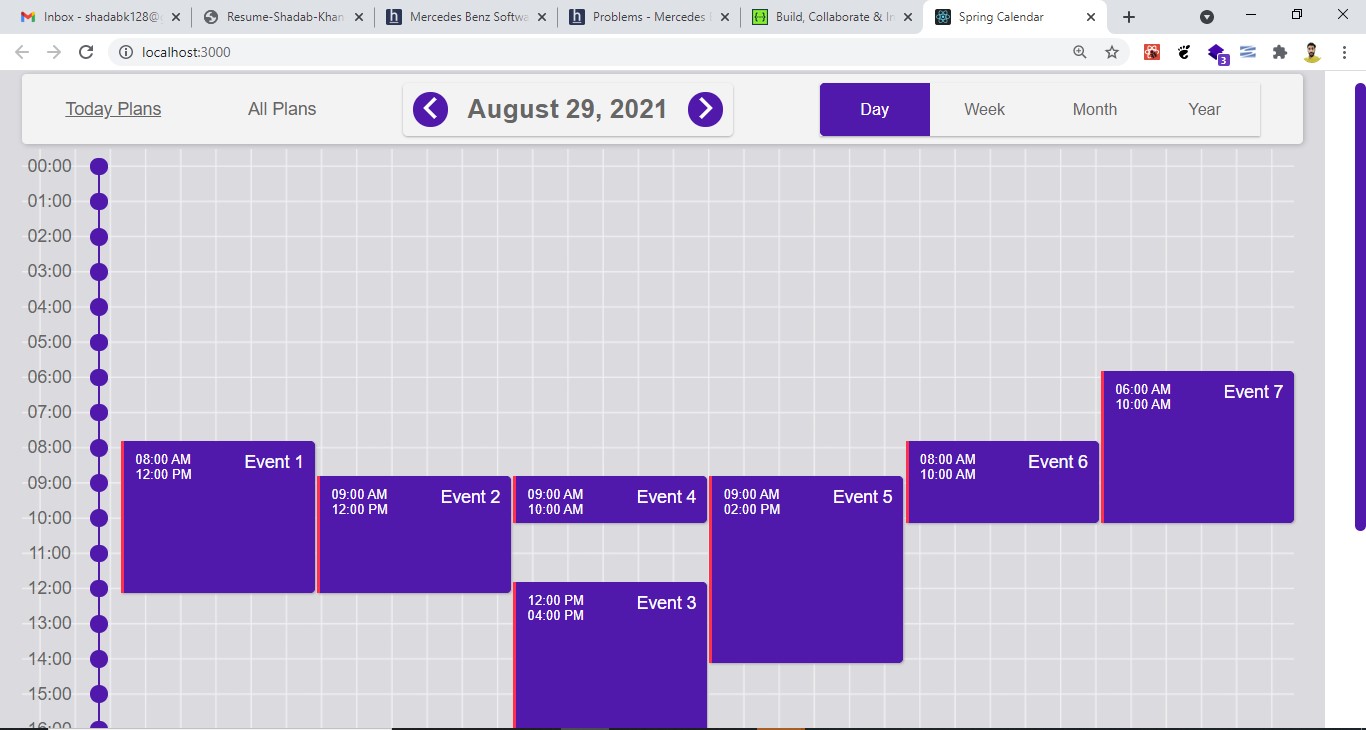 Inbox - shadabk128@
Resume-Shadab-Khan
Mercedes Benz Softwa
Problems - Mercedes
Build, Collaborate & In
Spring Calendar
localhost:3000
3
Today Plans
All Plans
August 29, 2021
Day
Week
Month
Year
00:00
01:00
02:00
03:00
04:00
05:00
06:00
07:00
08:00
09:00
10:00
11:00
12:00
13:00
14:00
15:00
16:00
08:00 AM
12:00 PM
Event 1
09:00 AM
12:00 PM
Event 2
09:00 AM
10:00 AM
Event 4
12:00 PM
04:00 PM
Event 3
09:00 AM
02:00 PM
Event 5
08:00 AM
10:00 AM
Event 6
06:00 AM
10:00 AM
Event 7